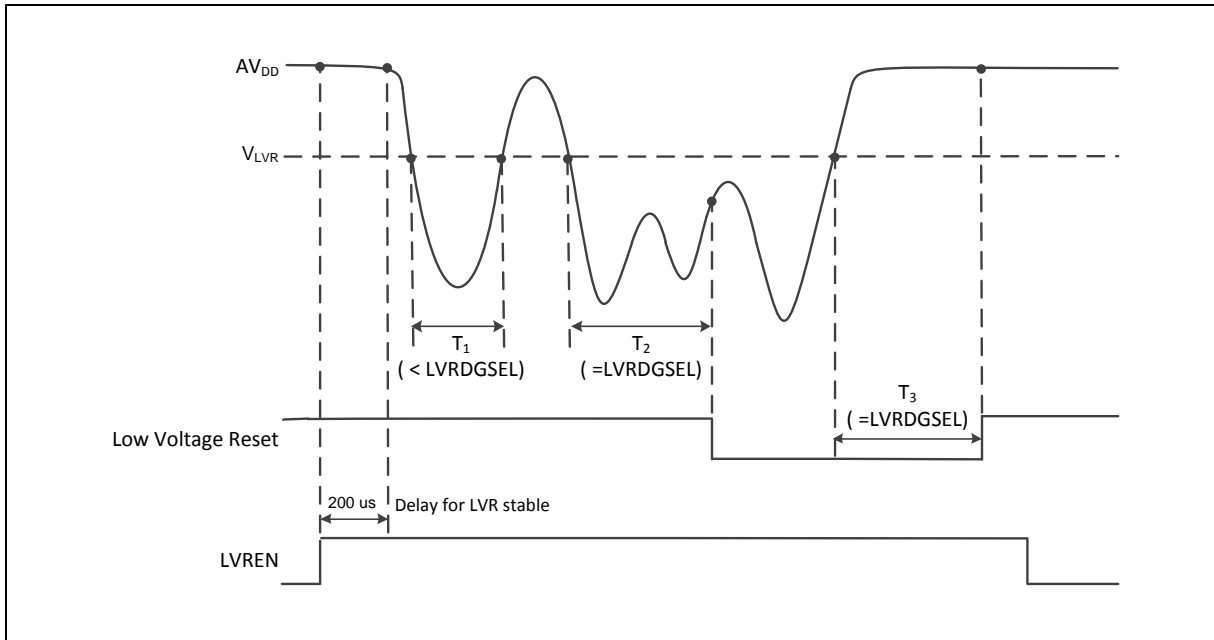 AVDD
VLVR
T1
( < LVRDGSEL)
T2
( =LVRDGSEL)
T3
( =LVRDGSEL)
Low Voltage Reset
200 us
Delay for LVR stable
LVREN